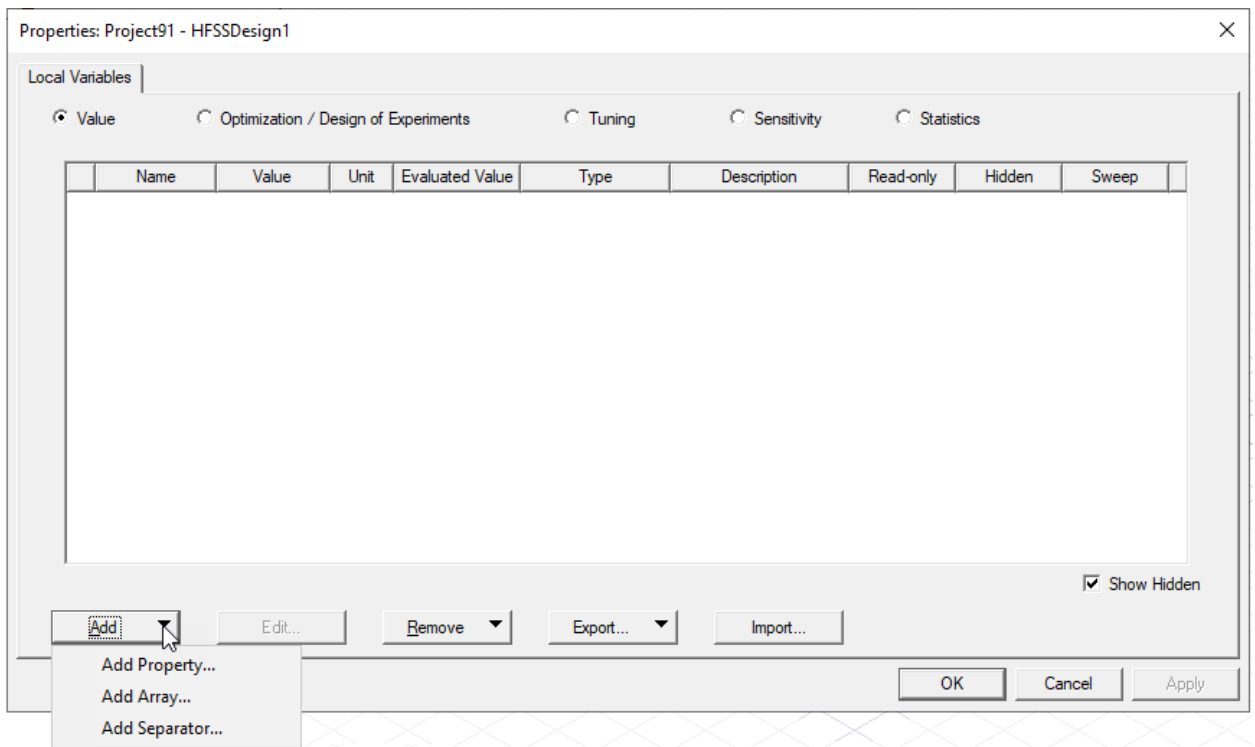 Properties: Project91 - HFSSDesign1
Local Variables
Value Optimization / Design of Experiments Tuning Sensitivity Statistics
Name Value Unit Evaluated Value Type Description Read-only Hidden Sweep
Show Hidden
Add Edit... Remove Export... Import...
Add Property...
OK Cancel Apply
Add Array...
Add Separator...